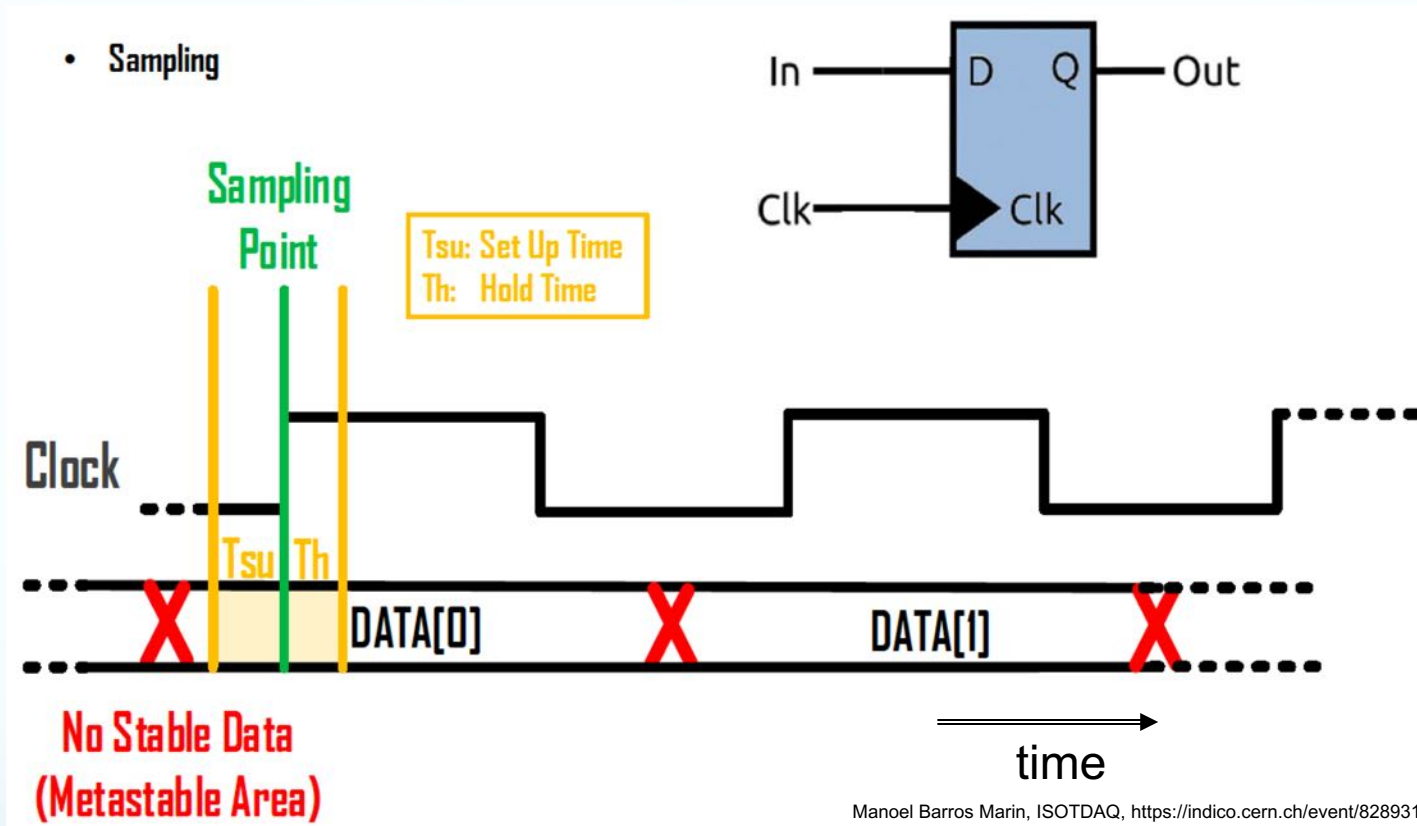 • Sampling
In
D
Q
Out
Clk
Clk
Sampling
Point
Tsu: Set Up Time
Th: Hold Time
Clock
Tsu
Th
DATA[0]
DATA[1]
No Stable Data
(Metastable Area)
time
Manoel Barros Marin, ISOTDAQ, https://indico.cern.ch/event/828931